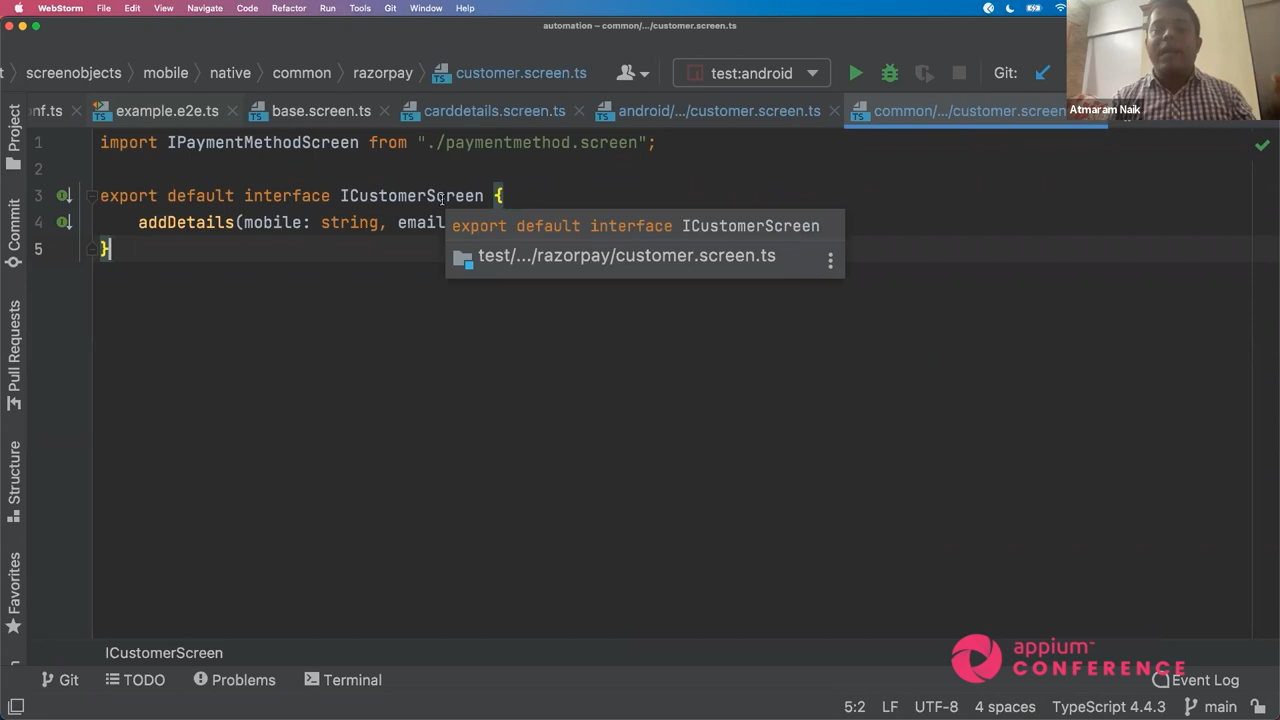 WebStorm File Edit View Navigate Code Refactor Run Tools Git Window Help
automation – common/.../customer.screen.ts
screenobjects mobile native common razorpay customer.screen.ts test:android Git:
Atmaram Naik
nf.ts example.e2e.ts base.screen.ts carddetails.screen.ts android/.../customer.screen.ts common/.../customer.screen.ts
1 import IPaymentMethodScreen from "./paymentmethod.screen";
2
3 export default interface ICustomerScreen {
4 addDetails(mobile: string, email
5 }
export default interface ICustomerScreen
test/.../razorpay/customer.screen.ts
Project
Commit
Pull Requests
Structure
Favorites
ICustomerScreen
appium™
CONFERENCE
Git TODO Problems Terminal Event Log
5:2 LF UTF-8 4 spaces TypeScript 4.4.3 main